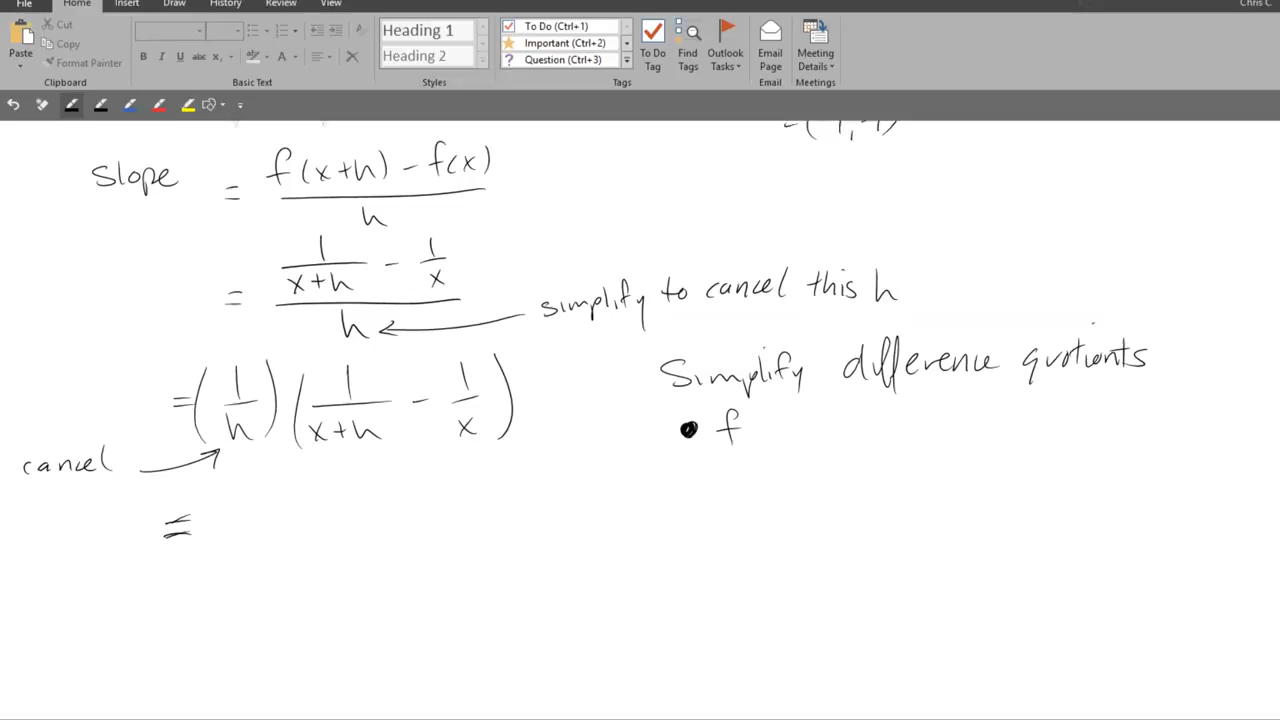 File Home Insert Draw History Review View Chris C
Paste Cut Copy Format Painter
B I U abc x A
Heading 1
Heading 2
To Do (Ctrl+1)
Important (Ctrl+2)
? Question (Ctrl+3)
To Do Tag
Find Tags
Outlook Tasks
Email Page
Meeting Details
Clipboard Basic Text Styles Tags Email Meetings
Slope = (f(x+h) - f(x)) / h
= (1/(x+h) - 1/x) / h
simplify to cancel this h
= (1/h) (1/(x+h) - 1/x)
Simplify difference quotients
• f
cancel
=